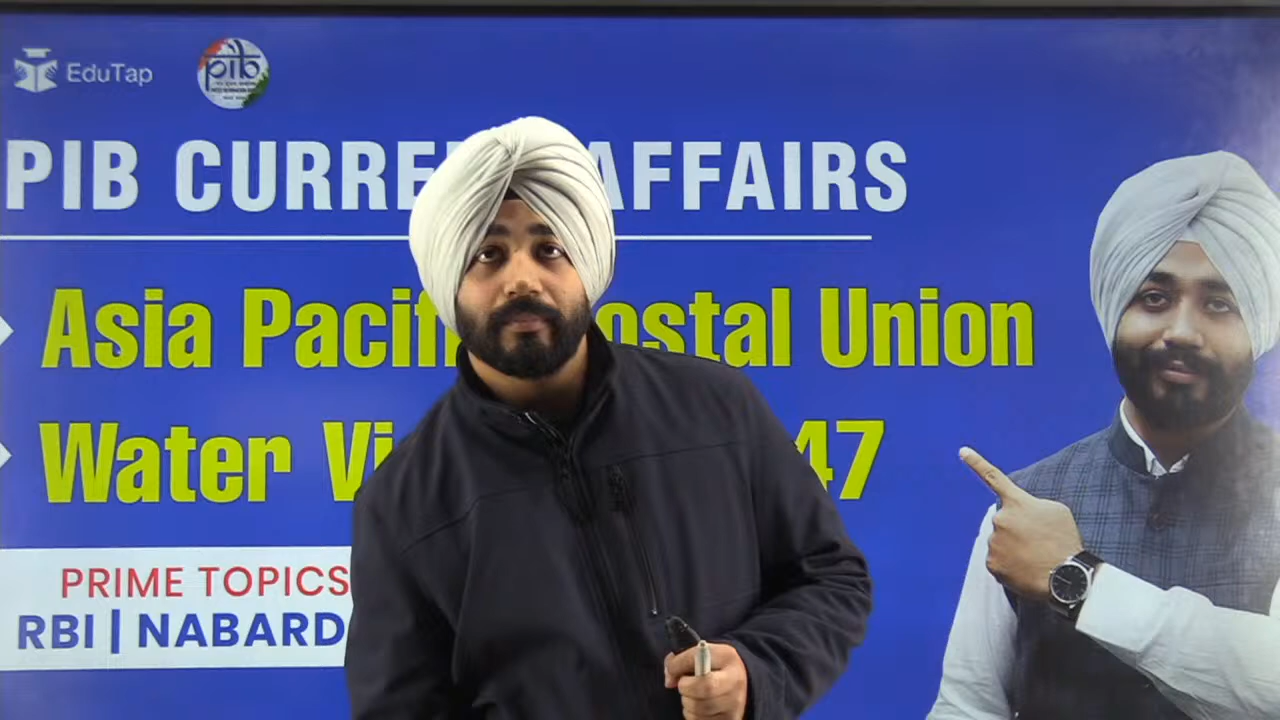 EduTap
pib
PIB CURRE AFFAIRS
Asia Pacif ostal Union
Water Vi 47
PRIME TOPICS
RBI | NABARD